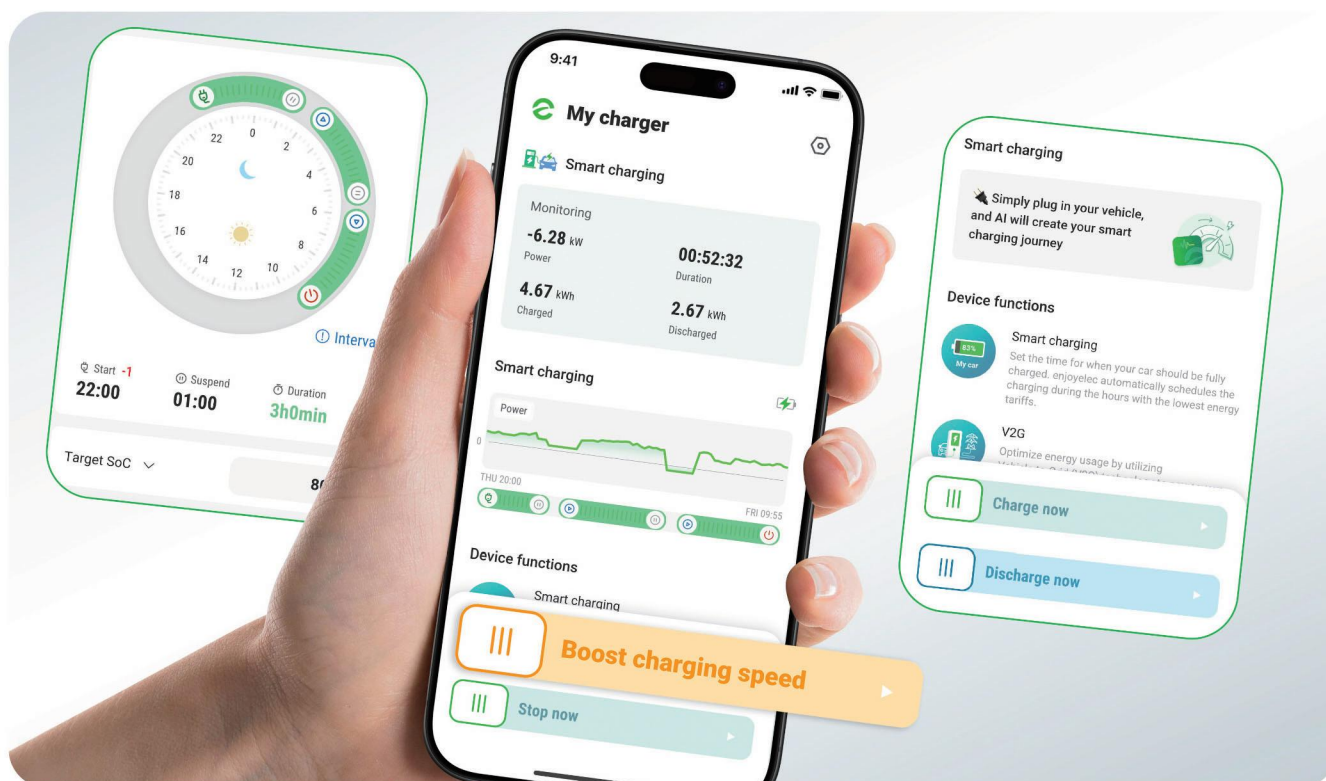 22
0
2
20
4
18
6
16
8
14
12
10
Interva
Start -1
22:00
Suspend
01:00
Duration
3h0min
Target SoC
9:41
My charger
Smart charging
Monitoring
-6.28 kW
Power
00:52:32
Duration
4.67 kWh
Charged
2.67 kWh
Discharged
Smart charging
Power
0
THU 20:00
FRI 09:55
Device functions
Smart charging
Boost charging speed
Stop now
Smart charging
Simply plug in your vehicle,
and AI will create your smart
charging journey
Device functions
83%
My car
Smart charging
Set the time for when your car should be fully
charged. enjoyelec automatically schedules the
charging during the hours with the lowest energy
tariffs.
V2G
Optimize energy usage by utilizing
Charge now
Discharge now